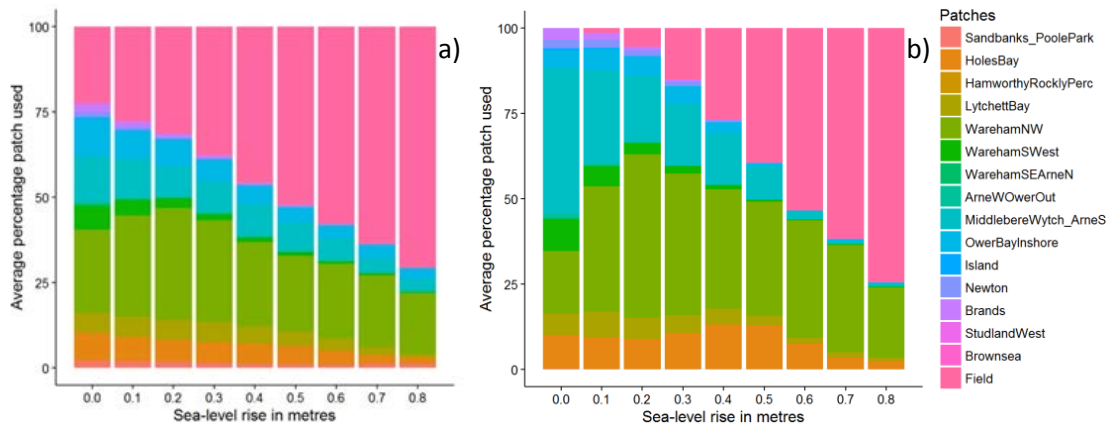 a)
100
75
50
25
0
Average percentage patch used
0.0 0.1 0.2 0.3 0.4 0.5 0.6 0.7 0.8
Sea-level rise in metres
b)
100
75
50
25
0
Average percentage patch used
0.0 0.1 0.2 0.3 0.4 0.5 0.6 0.7 0.8
Sea-level rise in metres
Patches
Sandbanks_PoolePark
HolesBay
HamworthyRocklyPerc
LytchettBay
WarehamNW
WarehamSWest
WarehamSEArneN
ArneWOwerOut
MiddlebereWytch_ArneS
OwerBayInshore
Island
Newton
Brands
StudlandWest
Brownsea
Field